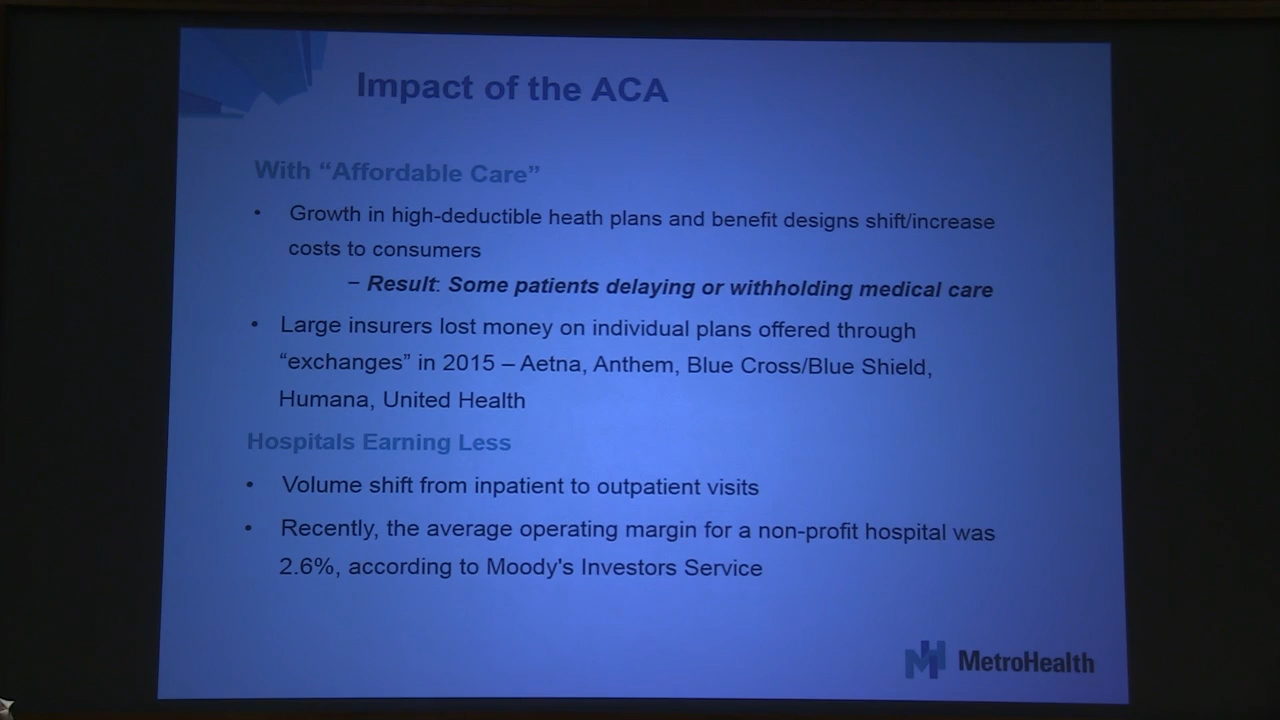 Impact of the ACA
With “Affordable Care”
• Growth in high-deductible heath plans and benefit designs shift/increase
costs to consumers
– Result: Some patients delaying or withholding medical care
• Large insurers lost money on individual plans offered through
“exchanges” in 2015 – Aetna, Anthem, Blue Cross/Blue Shield,
Humana, United Health
Hospitals Earning Less
• Volume shift from inpatient to outpatient visits
• Recently, the average operating margin for a non-profit hospital was
2.6%, according to Moody's Investors Service
MetroHealth